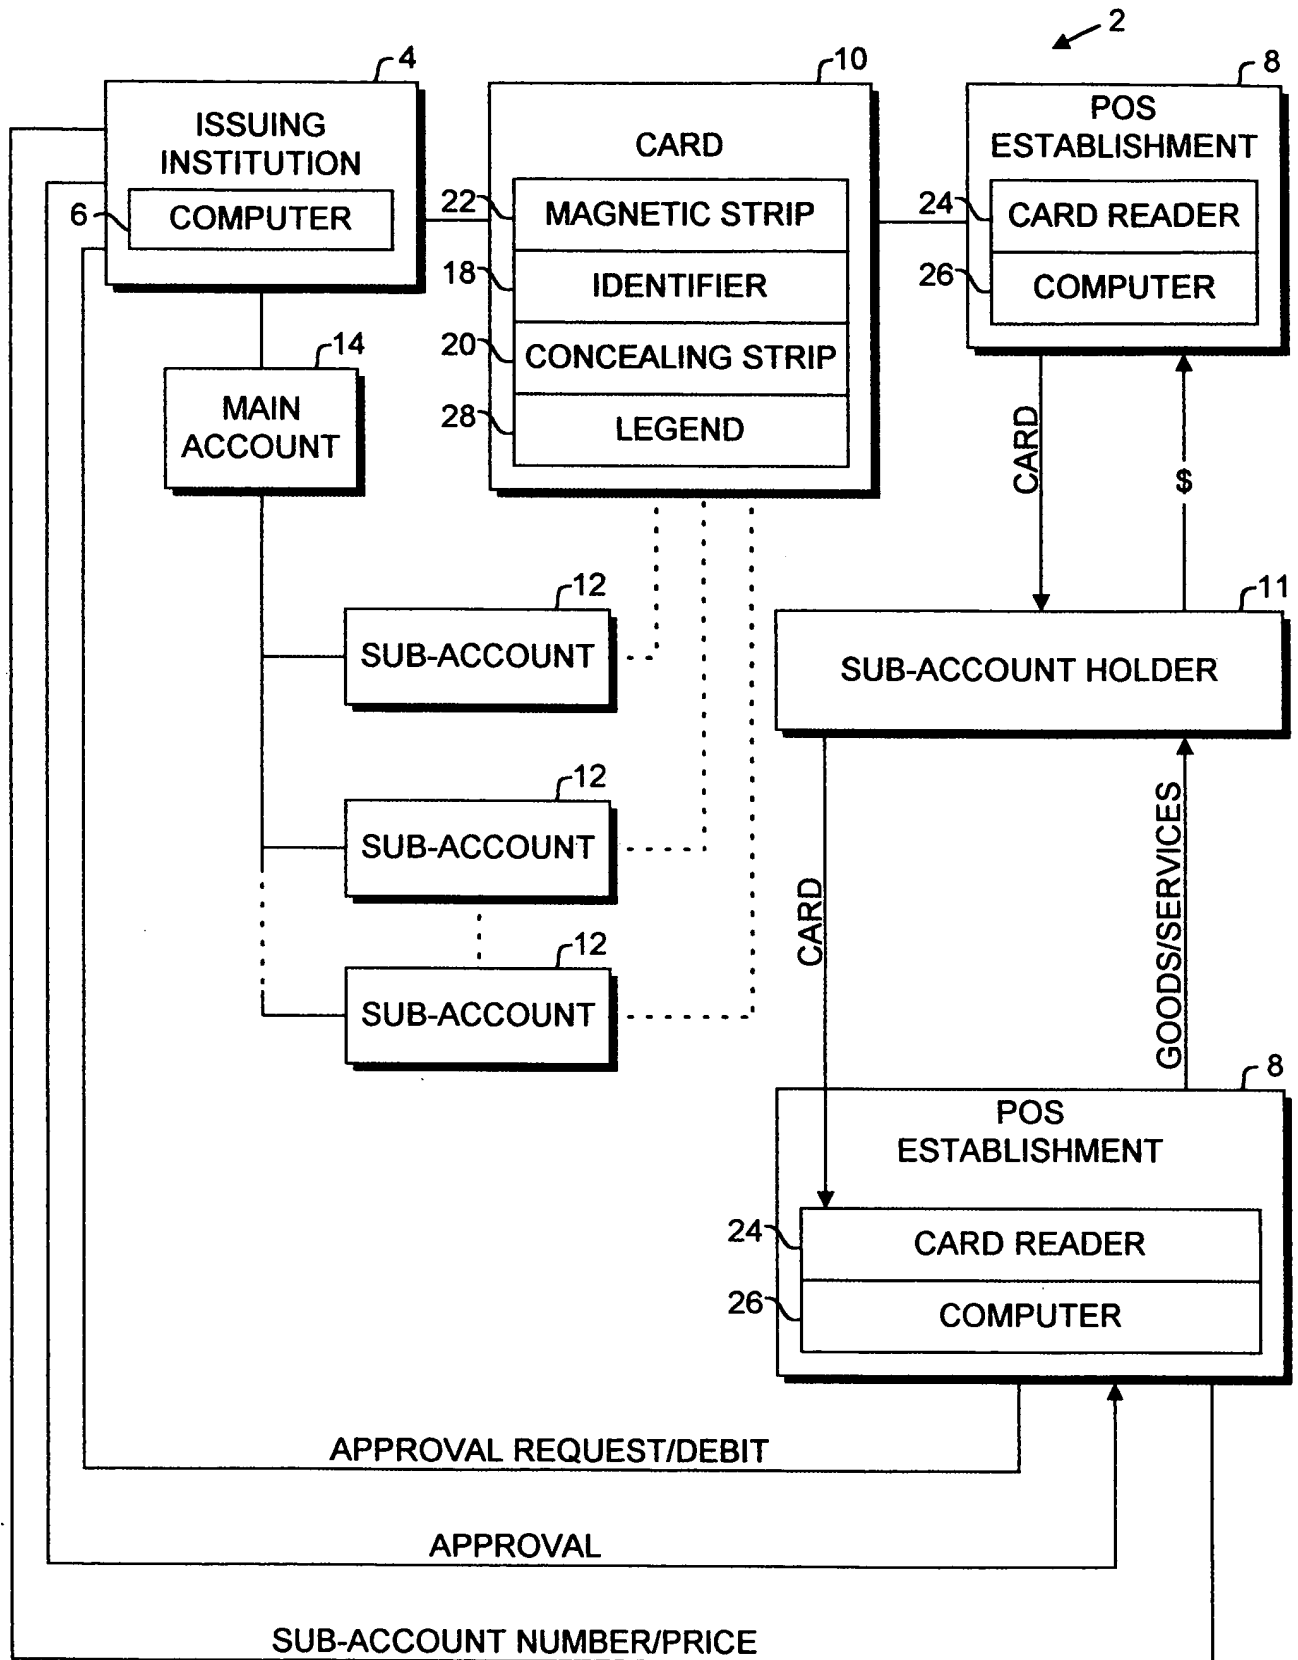 2
4
ISSUING
INSTITUTION
6
COMPUTER
10
CARD
22
MAGNETIC STRIP
18
IDENTIFIER
20
CONCEALING STRIP
28
LEGEND
8
POS
ESTABLISHMENT
24
CARD READER
26
COMPUTER
14
MAIN
ACCOUNT
CARD
$
12
SUB-ACCOUNT
11
SUB-ACCOUNT HOLDER
12
SUB-ACCOUNT
12
SUB-ACCOUNT
CARD
GOODS/SERVICES
8
POS
ESTABLISHMENT
24
CARD READER
26
COMPUTER
APPROVAL REQUEST/DEBIT
APPROVAL
SUB-ACCOUNT NUMBER/PRICE